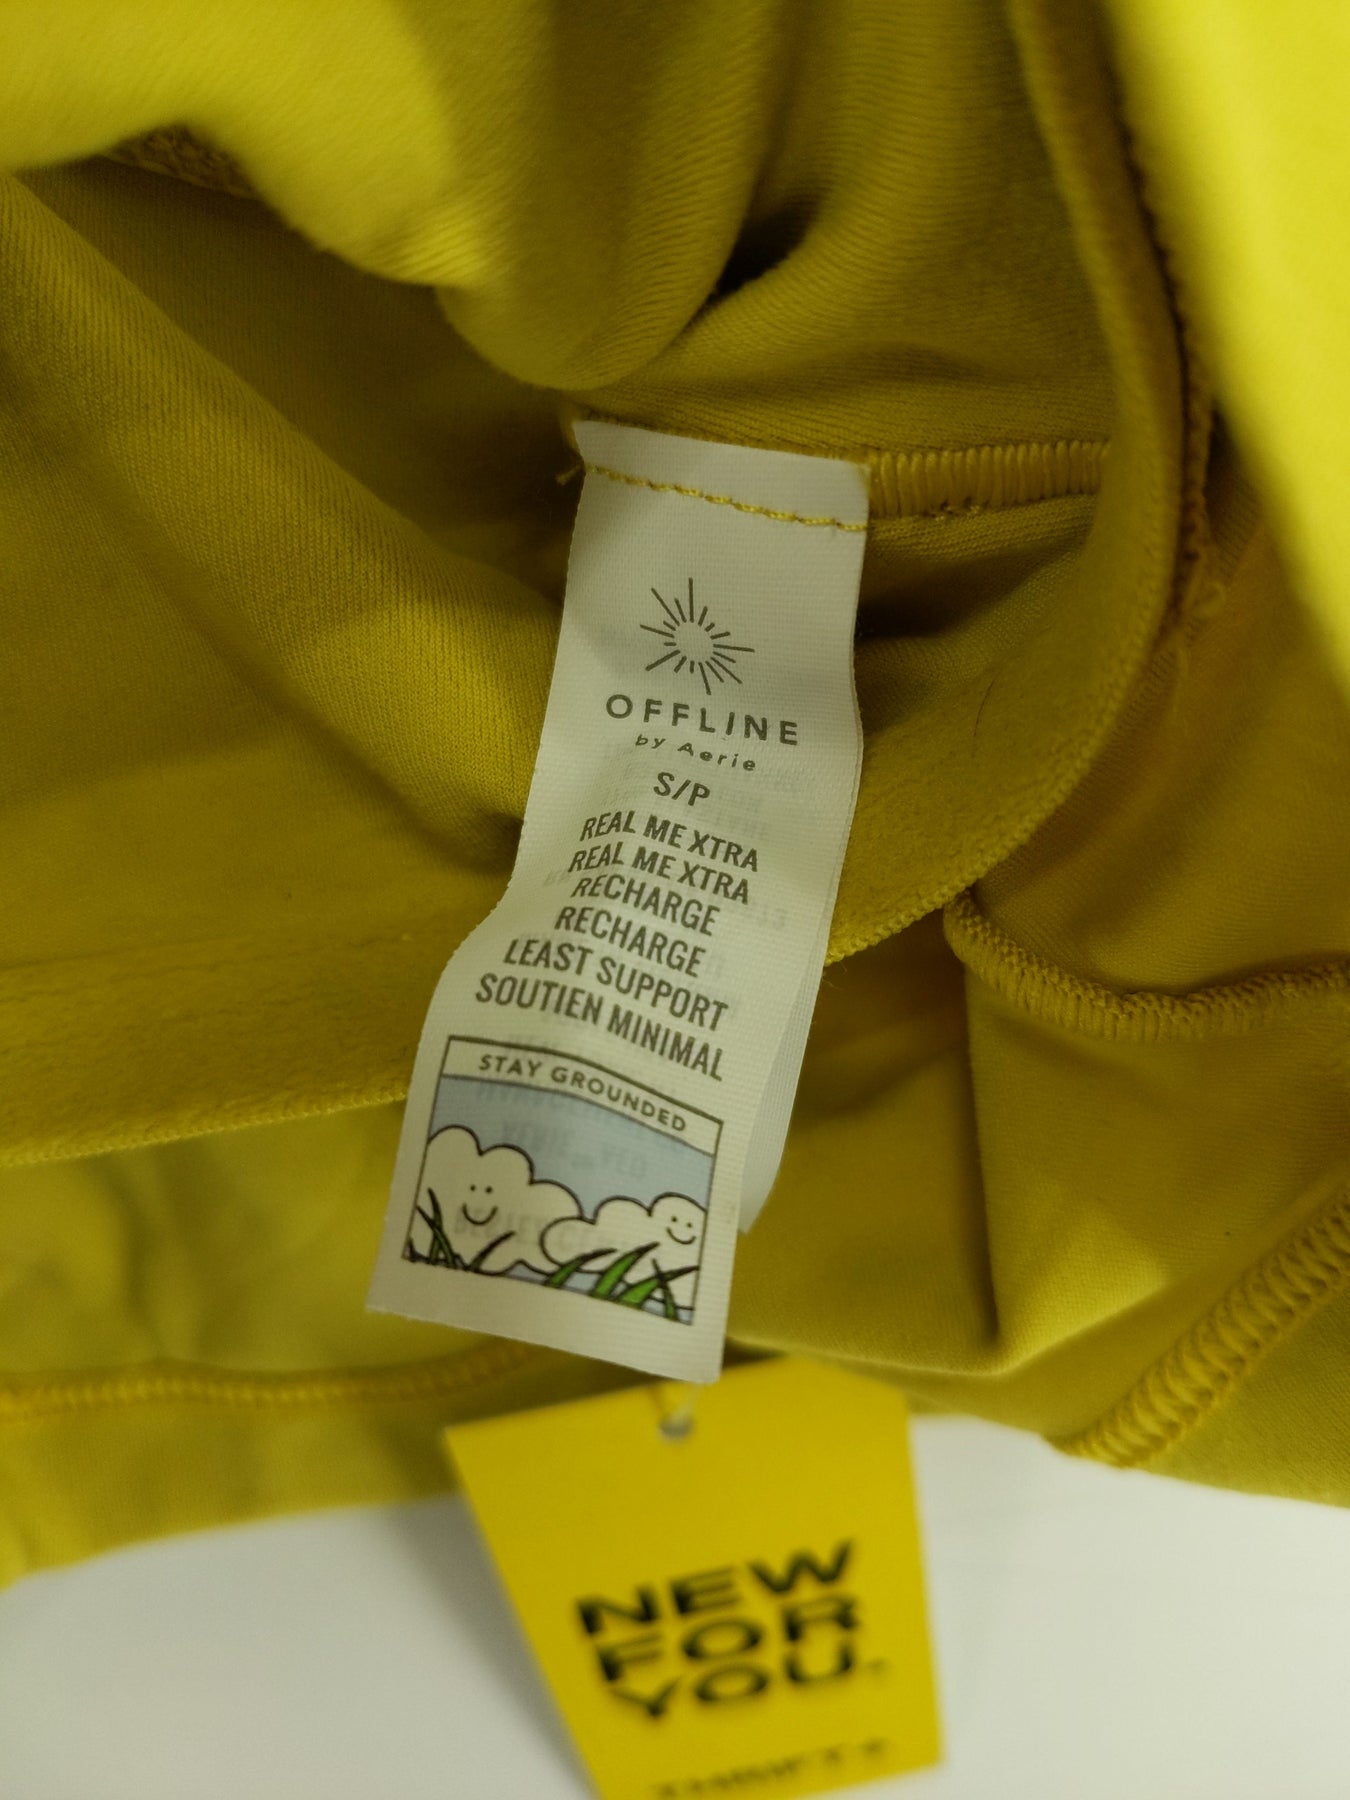 OFFLINE
by Aerie
S/P
REAL ME XTRA
REAL ME XTRA
RECHARGE
RECHARGE
LEAST SUPPORT
SOUTIEN MINIMAL
STAY GROUNDED
NEW
FOR
YOU